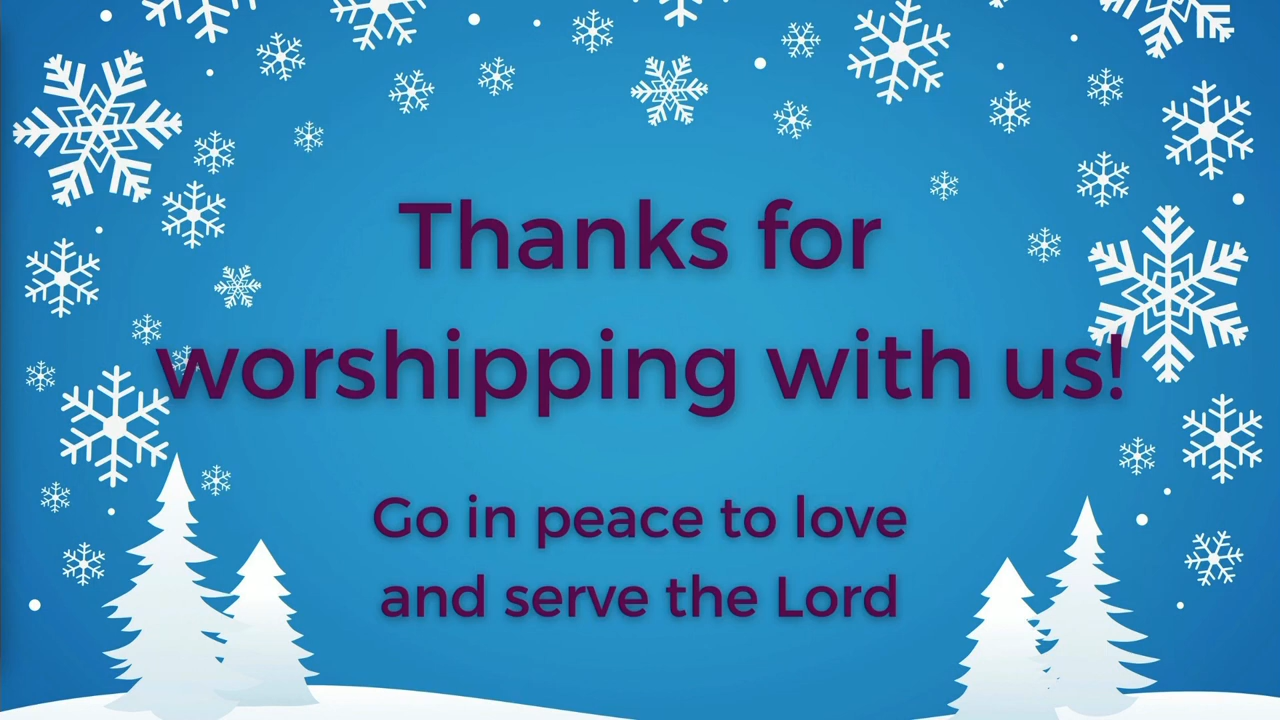 Thanks for
worshipping with us!
Go in peace to love
and serve the Lord